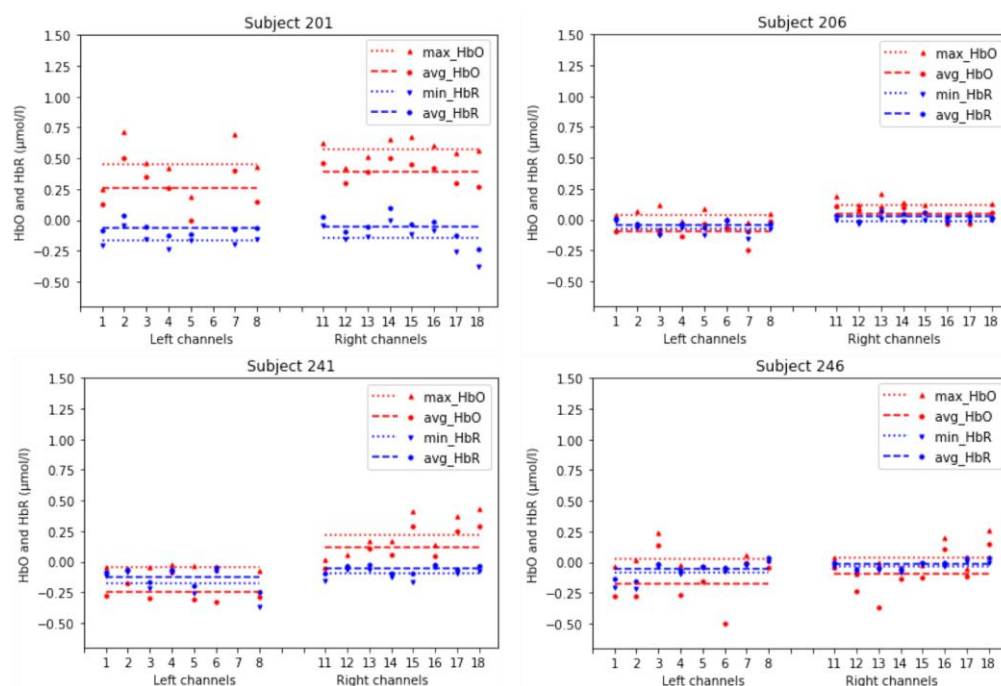 Subject 201
HbO and HbR (µmol/l)
1.50
1.25
1.00
0.75
0.50
0.25
0.00
−0.25
−0.50
max_HbO
avg_HbO
min_HbR
avg_HbR
1 2 3 4 5 7 8 11 12 13 14 15 16 17 18
Left channels Right channels
Subject 206
HbO and HbR (µmol/l)
1.50
1.25
1.00
0.75
0.50
0.25
0.00
−0.25
−0.50
max_HbO
avg_HbO
min_HbR
avg_HbR
1 2 3 4 5 6 7 8 11 12 13 14 15 16 17 18
Left channels Right channels
Subject 241
HbO and HbR (µmol/l)
1.50
1.25
1.00
0.75
0.50
0.25
0.00
−0.25
−0.50
max_HbO
avg_HbO
min_HbR
avg_HbR
1 2 3 4 5 6 8 11 12 13 14 15 16 17 18
Left channels Right channels
Subject 246
HbO and HbR (µmol/l)
1.50
1.25
1.00
0.75
0.50
0.25
0.00
−0.25
−0.50
max_HbO
avg_HbO
min_HbR
avg_HbR
1 2 3 4 5 6 7 8 11 12 13 14 15 16 17 18
Left channels Right channels